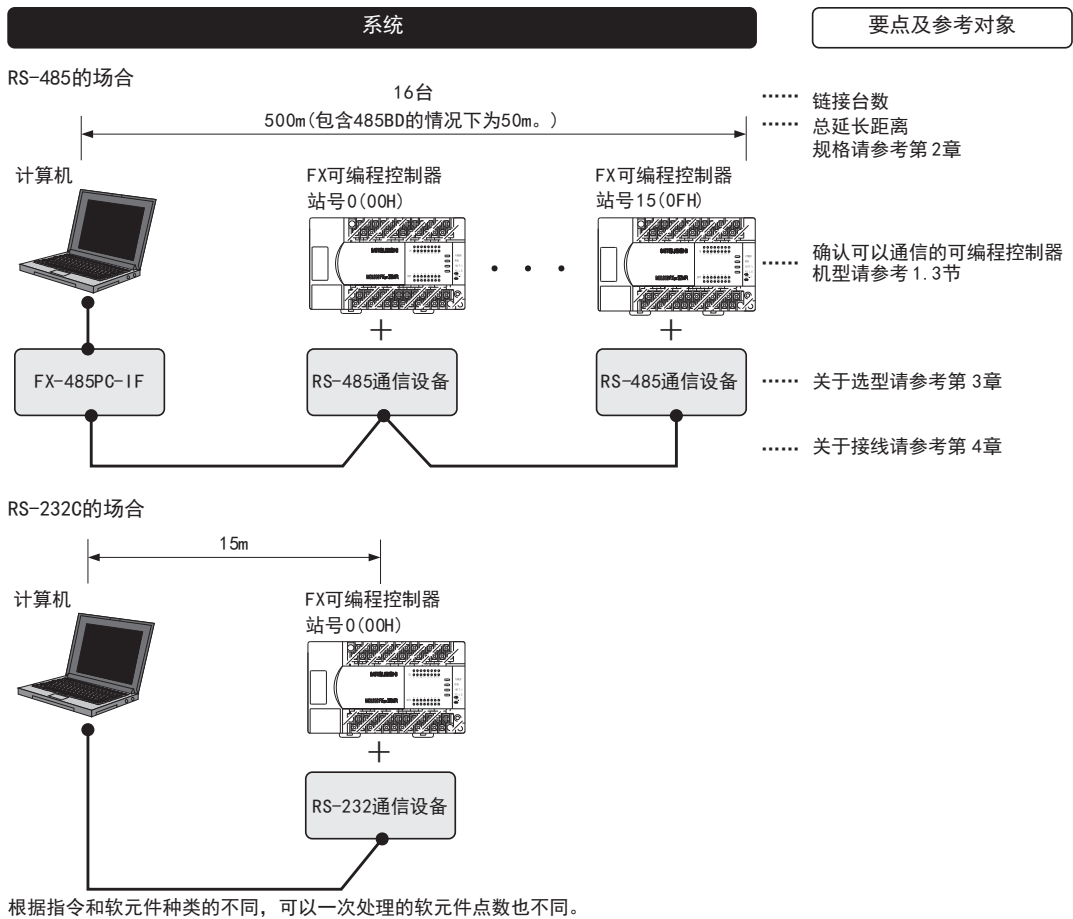 系统
要点及参考对象
RS-485的场合
16台
500m(包含485BD的情况下为50m。)
…… 链接台数
…… 总延长距离
规格请参考第2章
计算机
FX可编程控制器
站号0(00H)
FX可编程控制器
站号15(0FH)
…… 确认可以通信的可编程控制器
机型请参考1.3节
FX-485PC-IF
RS-485通信设备
RS-485通信设备
…… 关于选型请参考第 3章
…… 关于接线请参考第 4章
RS-232C的场合
15m
计算机
FX可编程控制器
站号0(00H)
RS-232通信设备
根据指令和软元件种类的不同，可以一次处理的软元件点数也不同。